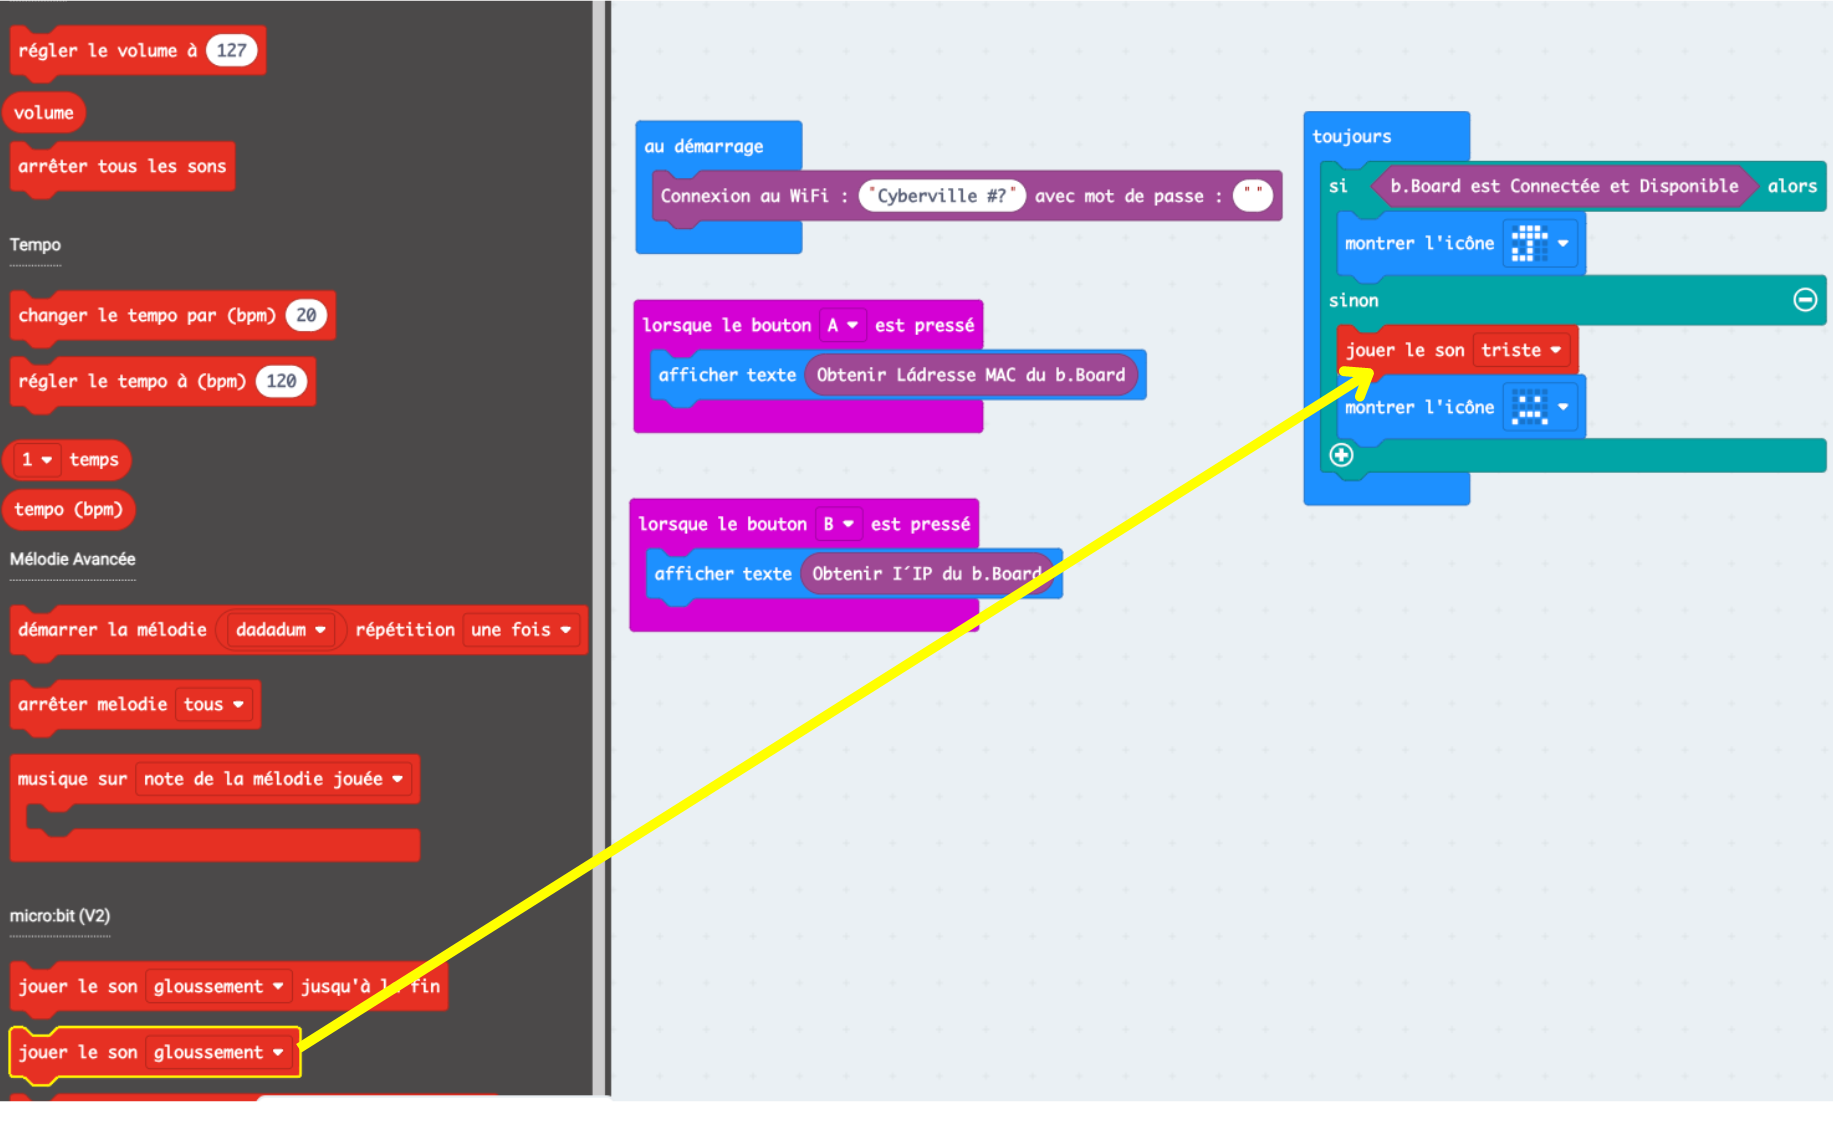 régler le volume à 127
volume
arrêter tous les sons
Tempo
changer le tempo par (bpm) 20
régler le tempo à (bpm) 120
1 temps
tempo (bpm)
Mélodie Avancée
démarrer la mélodie dadadum répétition une fois
arrêter melodie tous
musique sur note de la mélodie jouée
micro:bit (V2)
jouer le son gloussement jusqu'à la fin
jouer le son gloussement
au démarrage
Connexion au WiFi : "Cyberville #?" avec mot de passe : " "
lorsque le bouton A est pressé
afficher texte Obtenir Ládresse MAC du b.Board
lorsque le bouton B est pressé
afficher texte Obtenir I´IP du b.Board
toujours
si b.Board est Connectée et Disponible alors
montrer l'icône
sinon
jouer le son triste
montrer l'icône